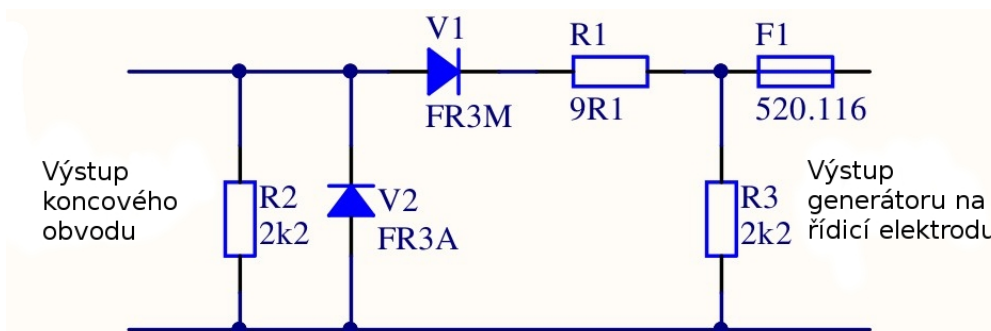 V1
FR3M
R1
9R1
F1
520.116
Výstup
koncového
obvodu
R2
2k2
V2
FR3A
R3
2k2
Výstup
generátoru na
řídicí elektrodu